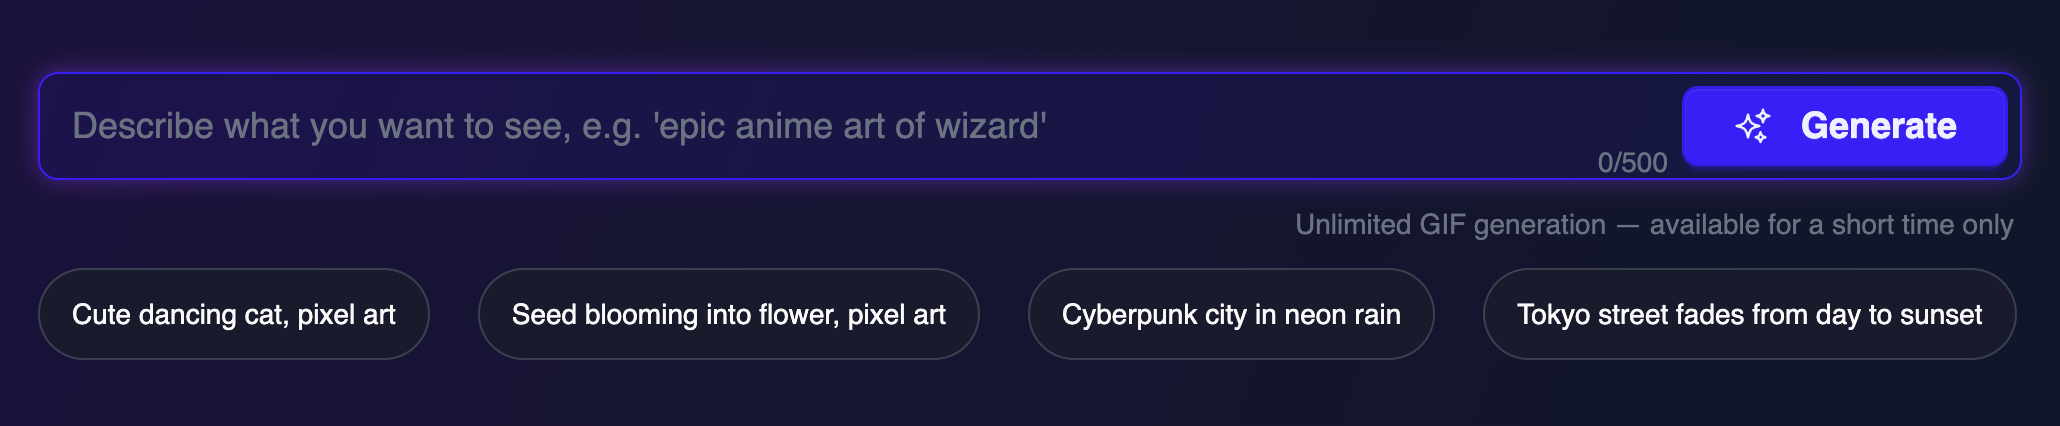 Describe what you want to see, e.g. 'epic anime art of wizard'
Generate
0/500
Unlimited GIF generation — available for a short time only
Cute dancing cat, pixel art
Seed blooming into flower, pixel art
Cyberpunk city in neon rain
Tokyo street fades from day to sunset